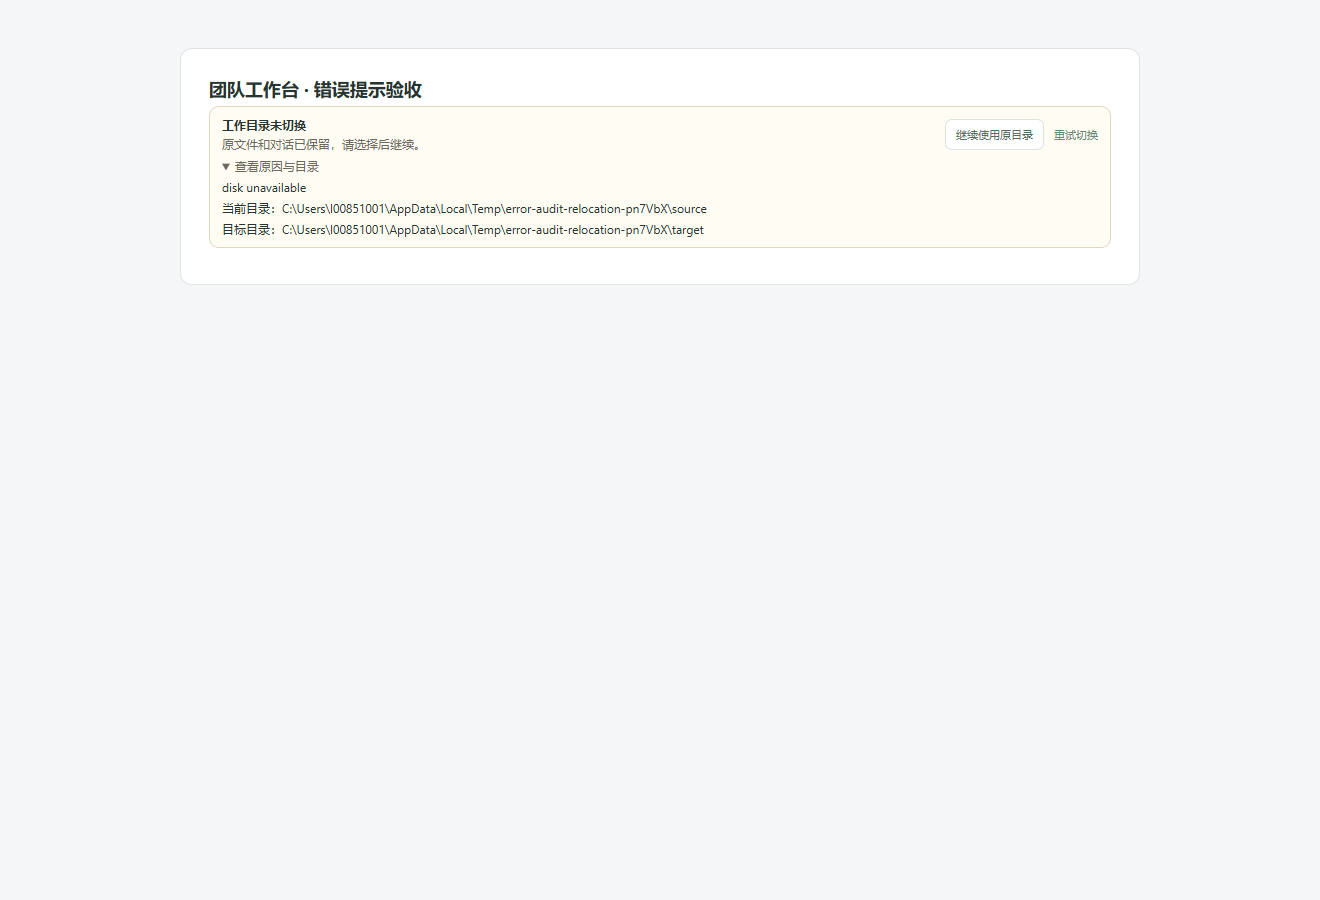 团队工作台 · 错误提示验收
工作目录未切换
原文件和对话已保留，请选择后继续。
继续使用原目录
重试切换
▼ 查看原因与目录
disk unavailable
当前目录：C:\Users\l00851001\AppData\Local\Temp\error-audit-relocation-pn7VbX\source
目标目录：C:\Users\l00851001\AppData\Local\Temp\error-audit-relocation-pn7VbX\target